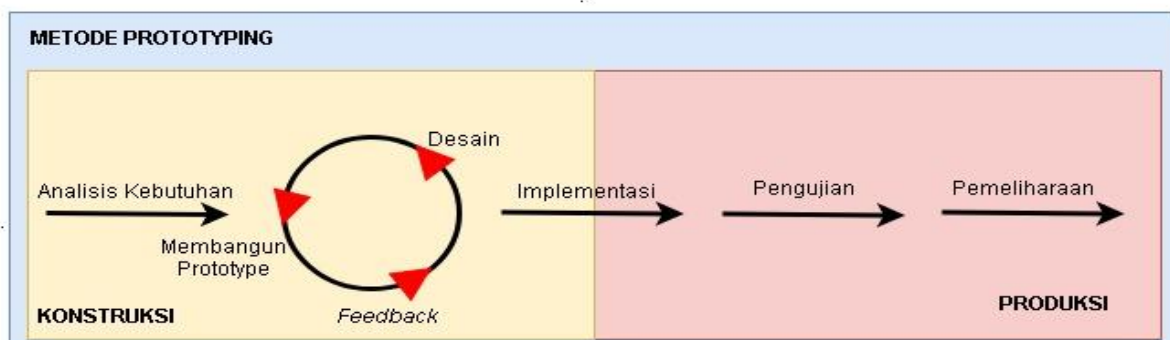 METODE PROTOTYPING
Analisis Kebutuhan
Desain
Membangun
Prototype
Feedback
Implementasi
Pengujian
Pemeliharaan
KONSTRUKSI
PRODUKSI